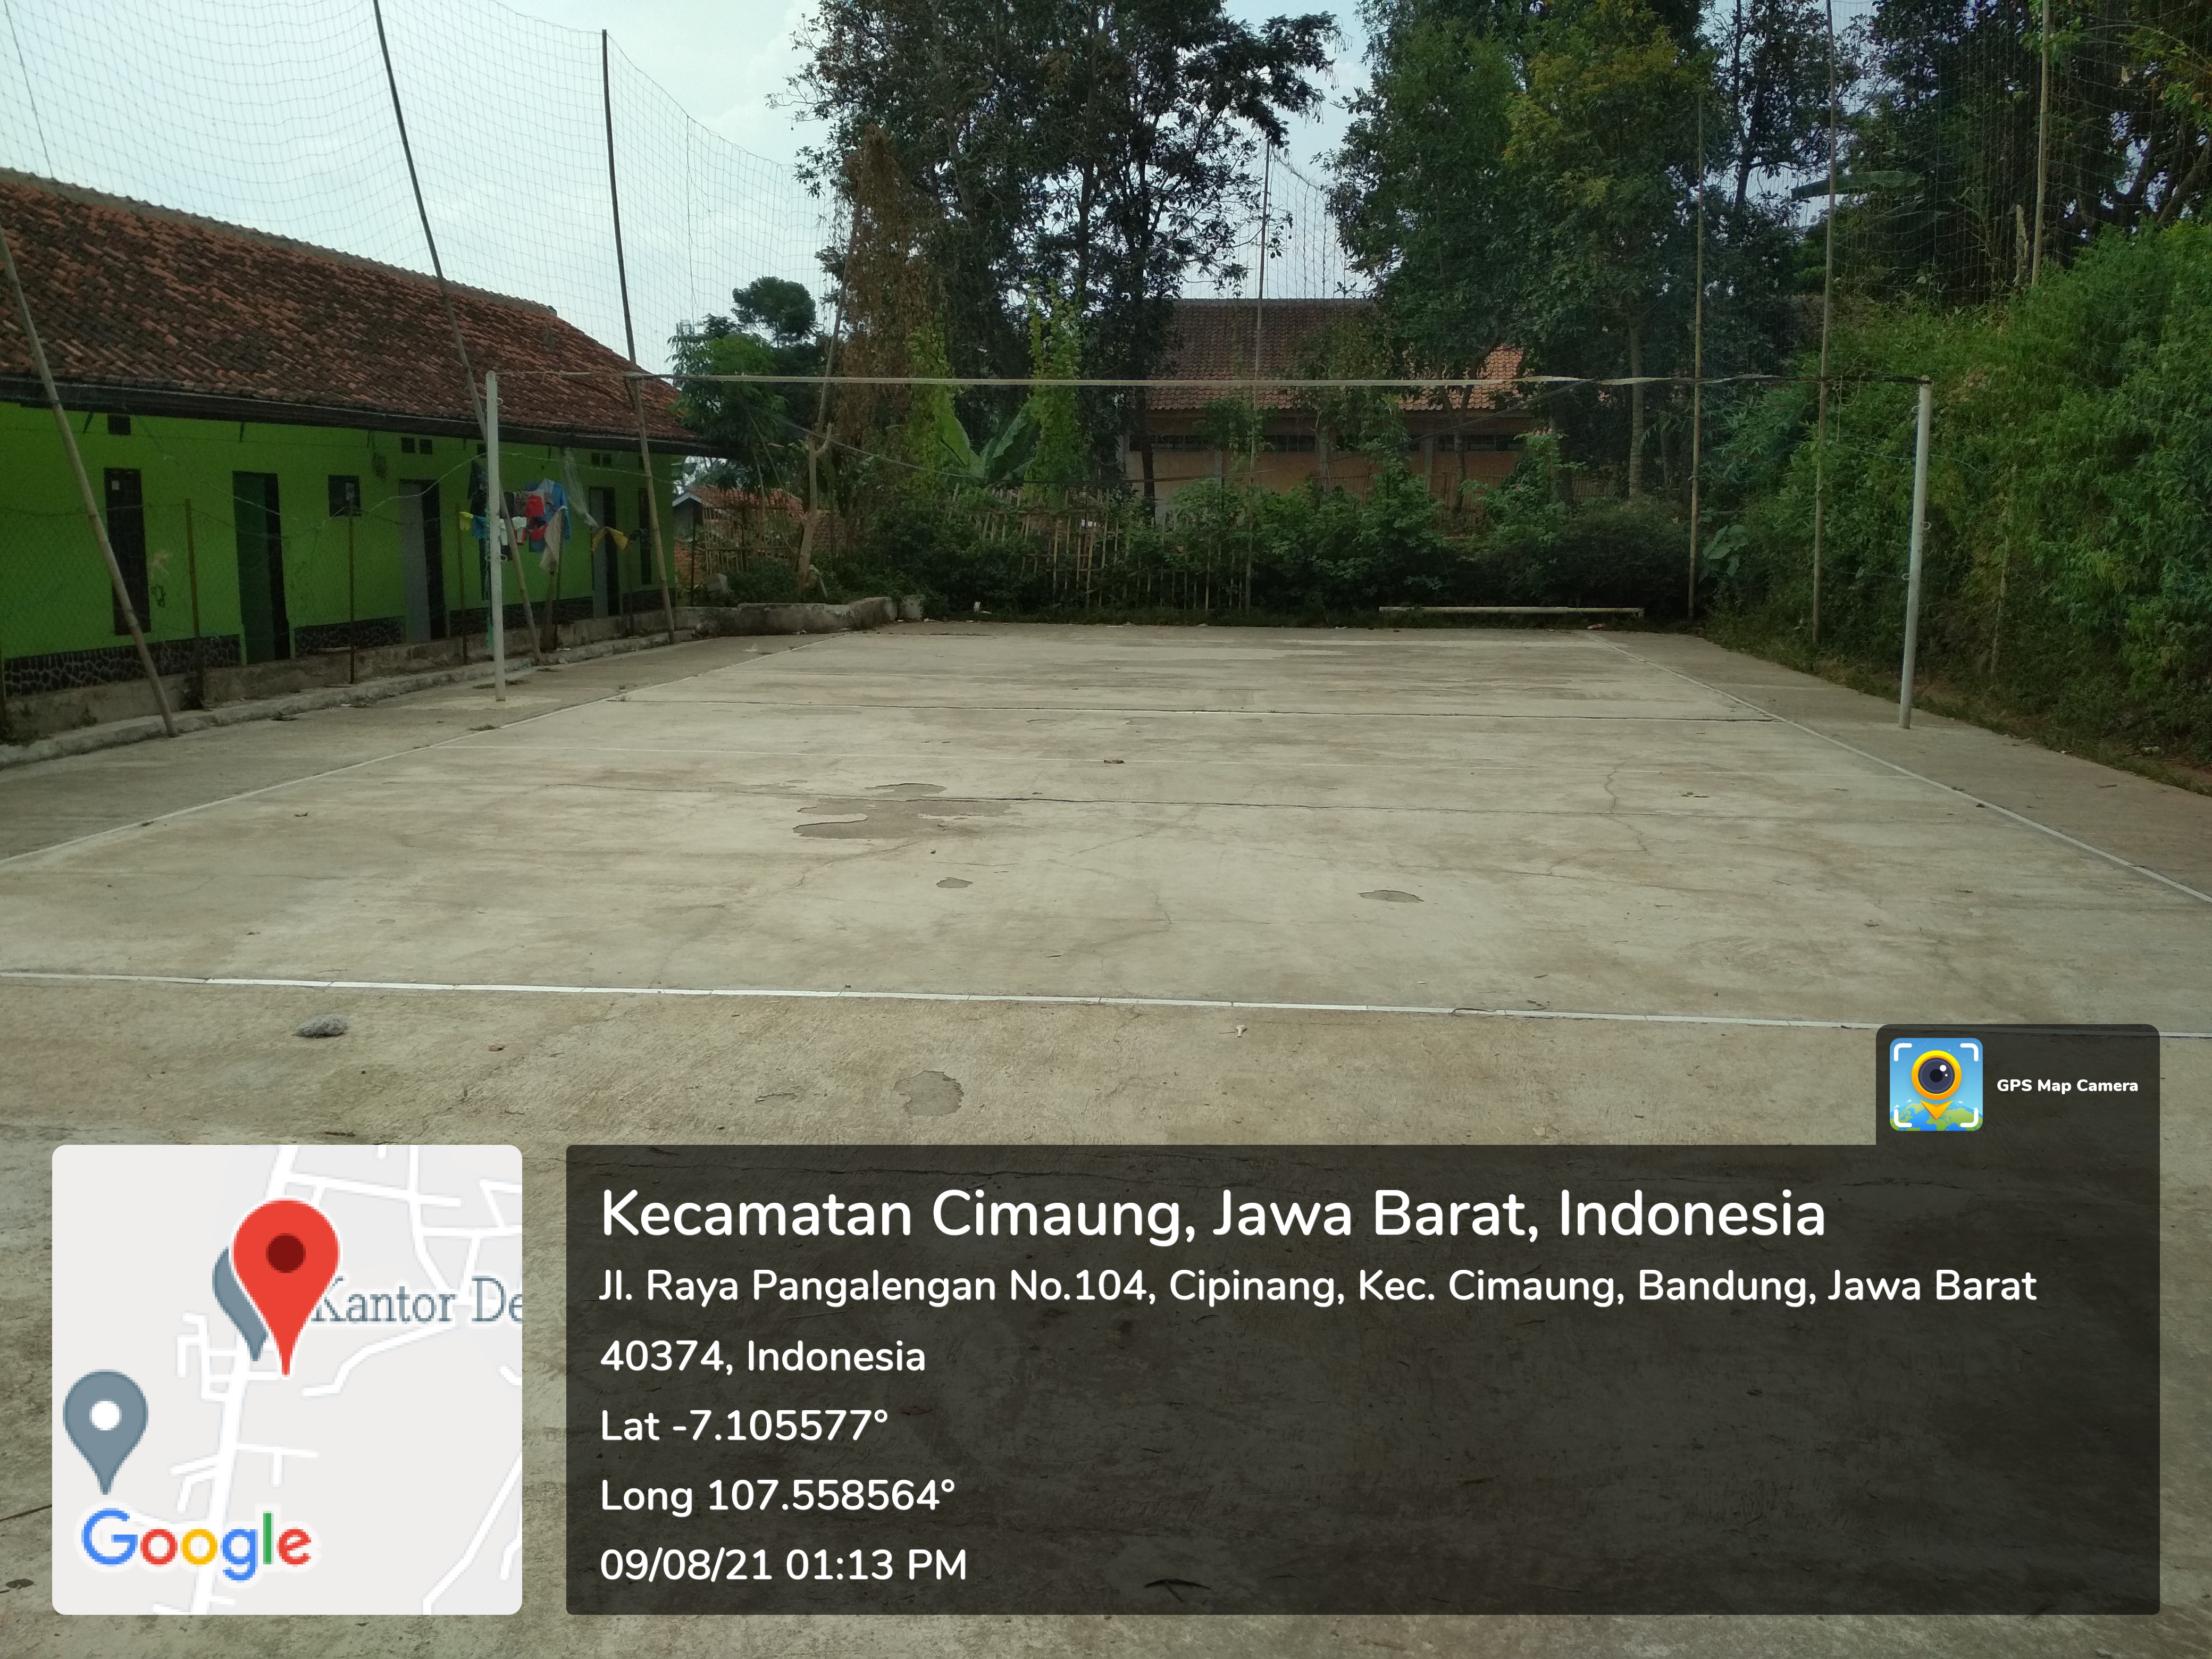 GPS Map Camera
Kantor De
Google
Kecamatan Cimaung, Jawa Barat, Indonesia
Jl. Raya Pangalengan No.104, Cipinang, Kec. Cimaung, Bandung, Jawa Barat
40374, Indonesia
Lat -7.105577°
Long 107.558564°
09/08/21 01:13 PM